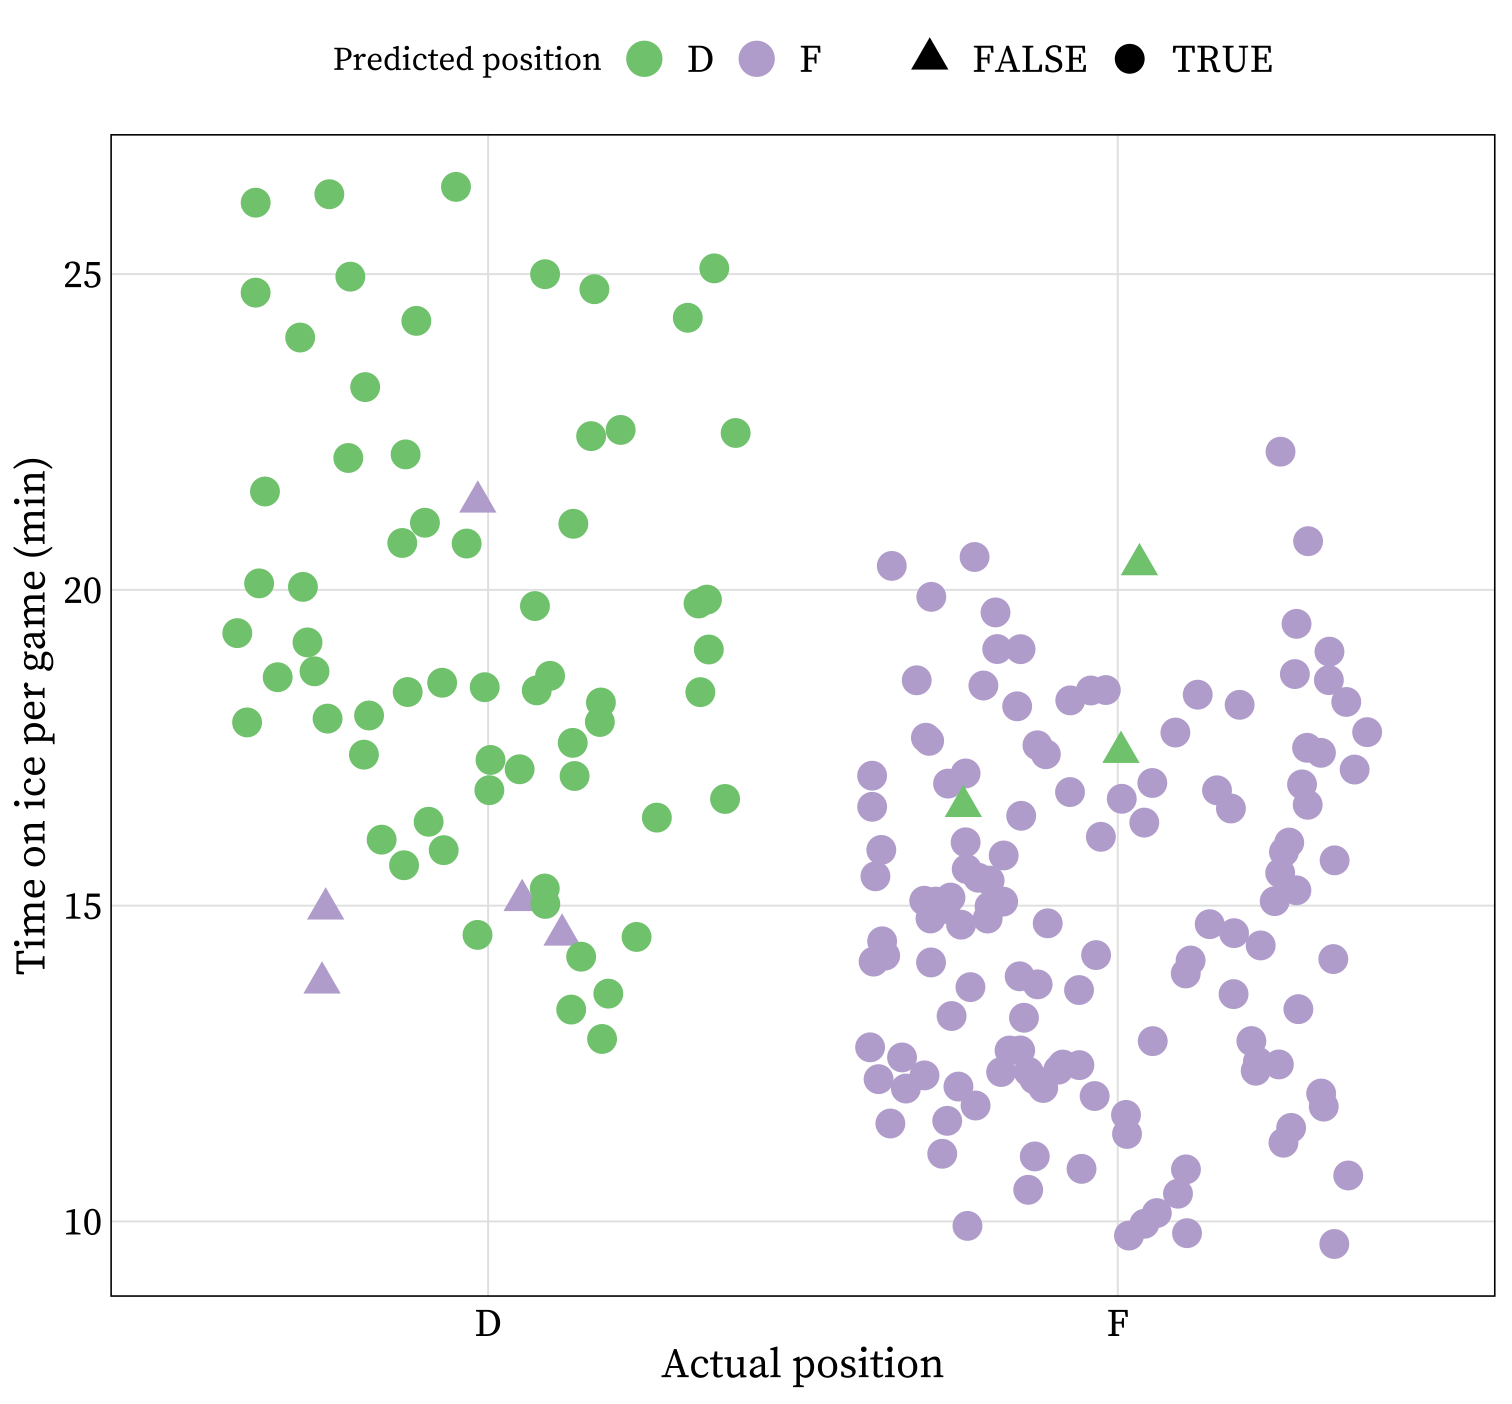 Predicted position D F FALSE TRUE
25
20
15
10
Time on ice per game (min)
D F
Actual position